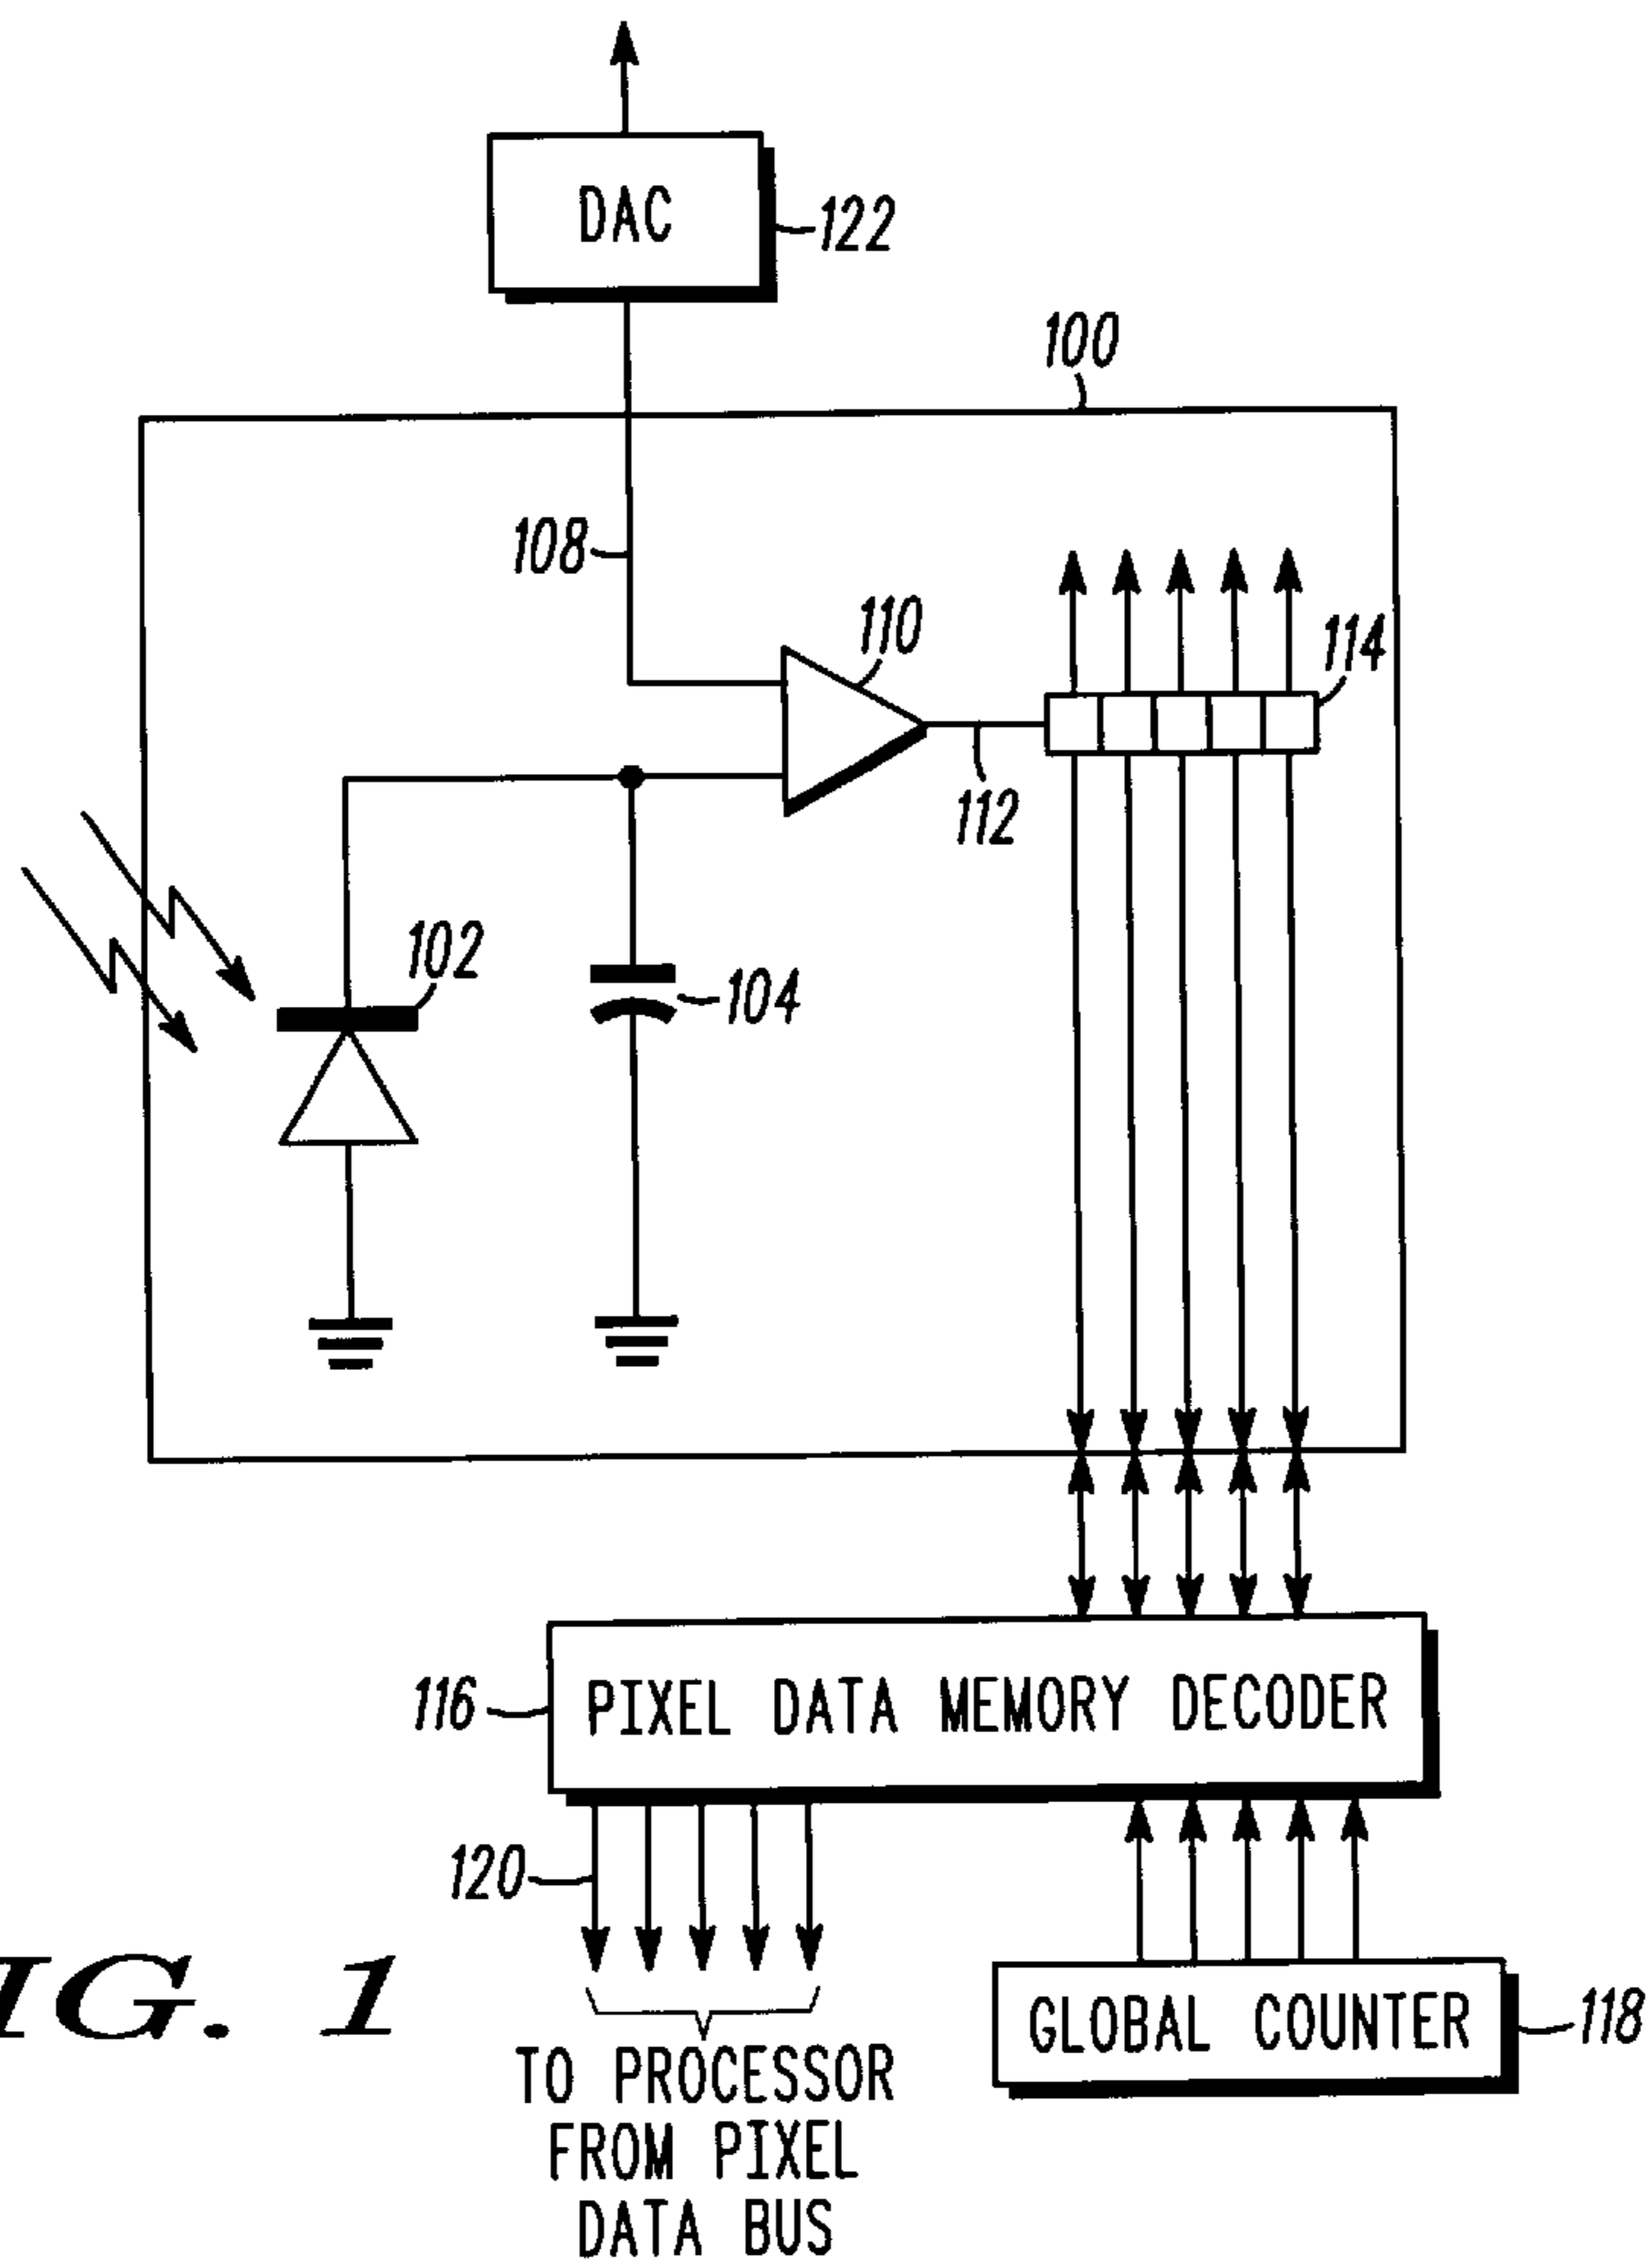 DAC
122
100
108
110
114
112
102
104
116
PIXEL DATA MEMORY DECODER
120
GLOBAL COUNTER
118
IG. 1
TO PROCESSOR
FROM PIXEL
DATA BUS